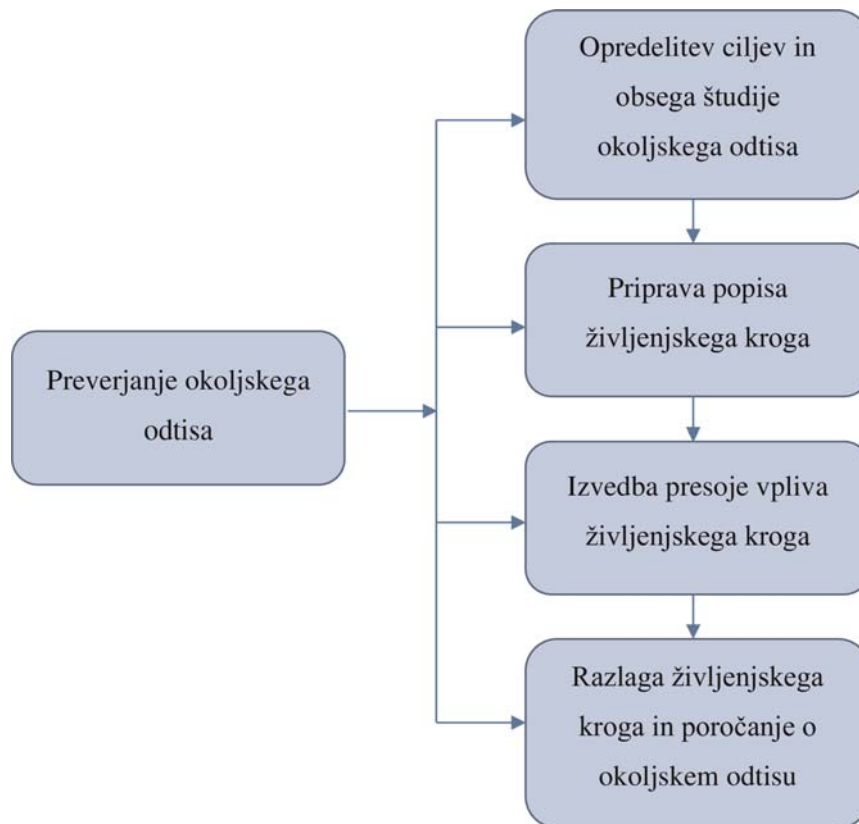 Opredelitev ciljev in
obsega študije
okoljskega odtisa
Priprava popisa
življenjskega kroga
Preverjanje okoljskega
odtisa
Izvedba presoje vpliva
življenjskega kroga
Razlaga življenjskega
kroga in poročanje o
okoljskem odtisu